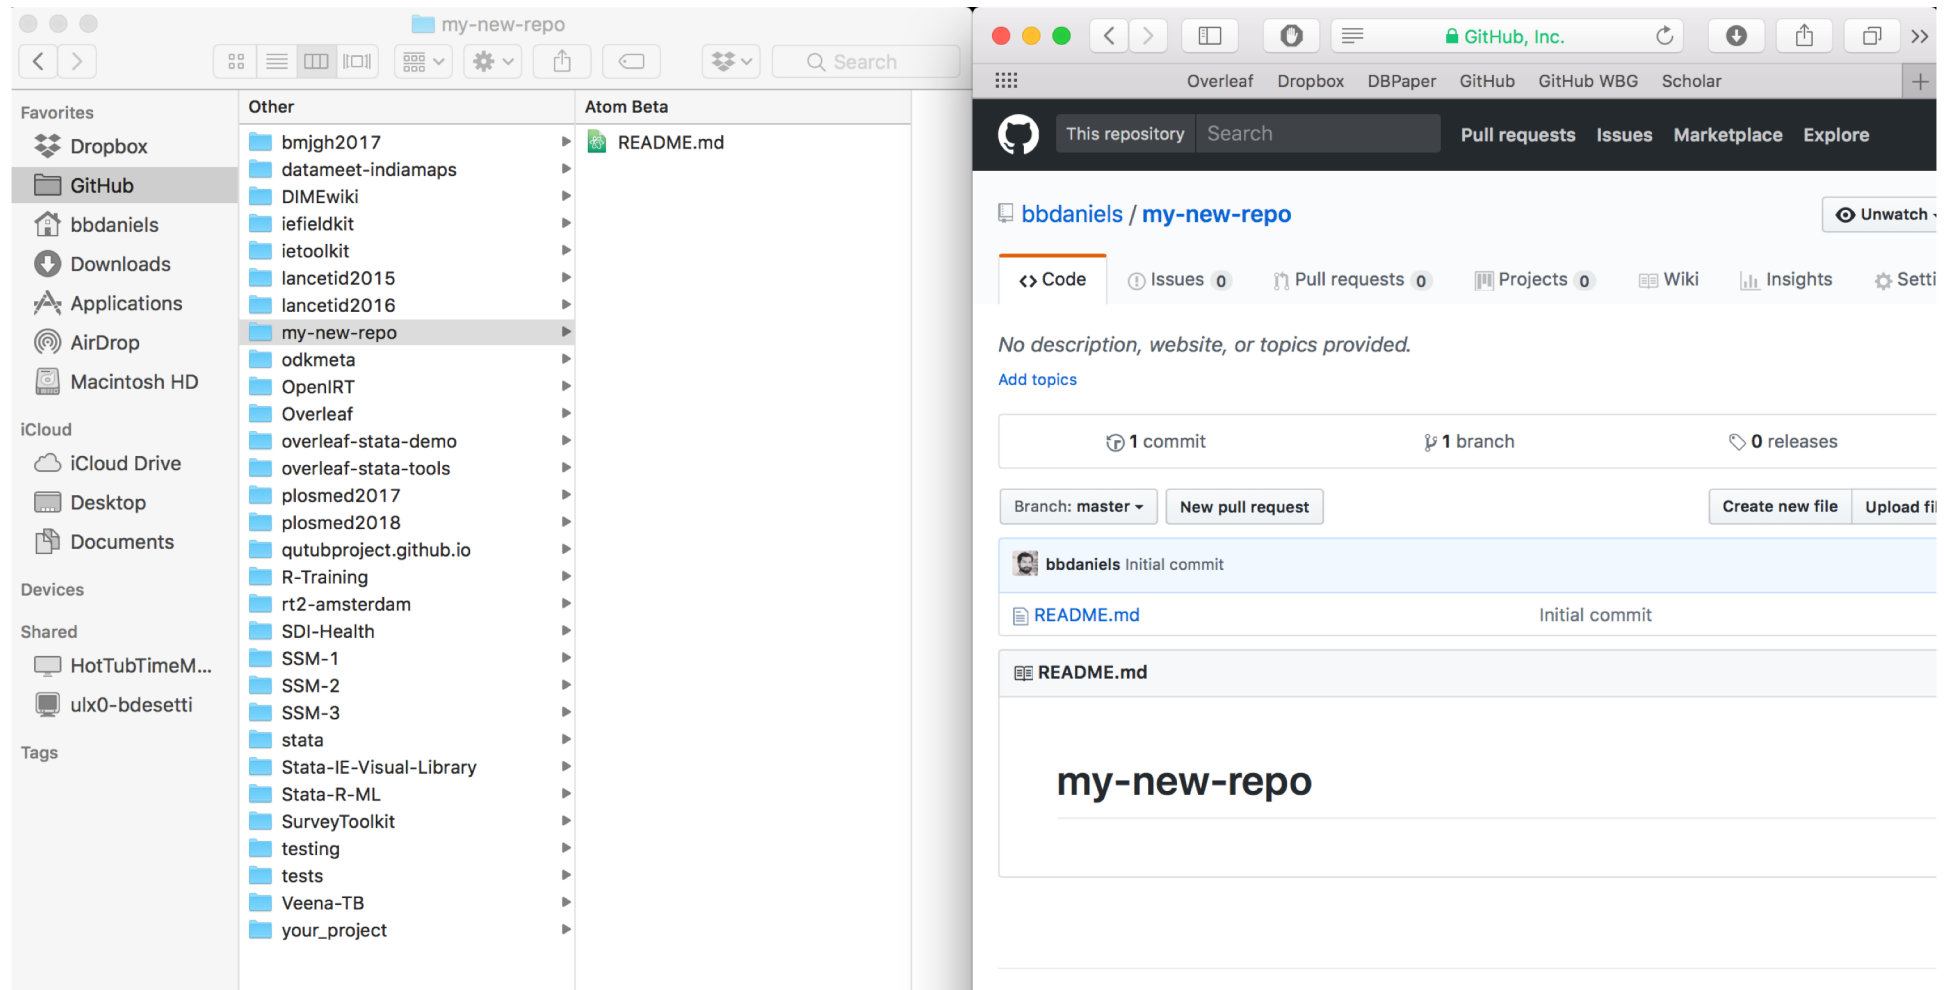 my-new-repo
Search
Favorites
Dropbox
GitHub
bbdaniels
Downloads
Applications
AirDrop
Macintosh HD
iCloud
iCloud Drive
Desktop
Documents
Devices
Shared
HotTubTimeM...
ulx0-bdesetti
Tags
Other
bmjgh2017
datameet-indiamaps
DIMEwiki
iefieldkit
ietoolkit
lancetid2015
lancetid2016
my-new-repo
odkmeta
OpenIRT
Overleaf
overleaf-stata-demo
overleaf-stata-tools
plosmed2017
plosmed2018
qutubproject.github.io
R-Training
rt2-amsterdam
SDI-Health
SSM-1
SSM-2
SSM-3
stata
Stata-IE-Visual-Library
Stata-R-ML
SurveyToolkit
testing
tests
Veena-TB
your_project
Atom Beta
README.md
GitHub, Inc.
Overleaf Dropbox DBPaper GitHub GitHub WBG Scholar
This repository Search Pull requests Issues Marketplace Explore
bbdaniels / my-new-repo
Unwatch
<> Code Issues 0 Pull requests 0 Projects 0 Wiki Insights Setti
No description, website, or topics provided.
Add topics
1 commit 1 branch 0 releases
Branch: master New pull request Create new file Upload fil
bbdaniels Initial commit
README.md Initial commit
README.md
my-new-repo